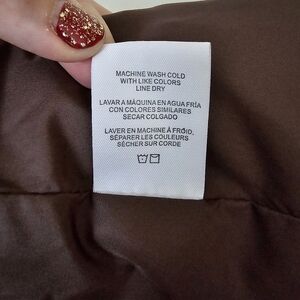 MACHINE WASH COLD
WITH LIKE COLORS
LINE DRY
LAVAR A MÁQUINA EN AGUA FRÍA
CON COLORES SIMILARES
SECAR COLGADO
LAVER EN MACHINE À FROID,
SÉPARER LES COULEURS
SÉCHER SUR CORDE